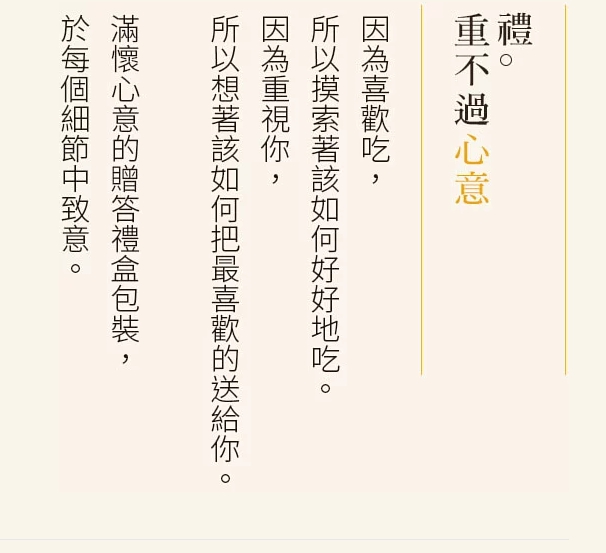 禮。
重不過心意
因為喜歡吃，
所以摸索著該如何好好地吃。
因為重視你，
所以想著該如何把最喜歡的送給你。
滿懷心意的贈答禮盒包裝，
於每個細節中致意。